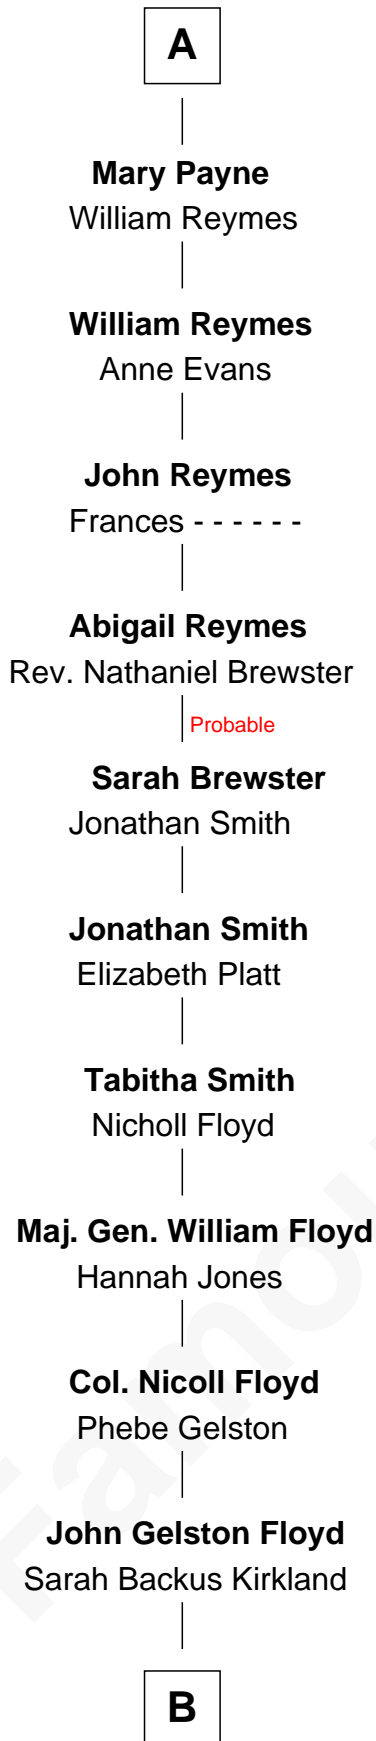 A
Mary Payne
William Reymes
William Reymes
Anne Evans
John Reymes
Frances - - - - - -
Abigail Reymes
Rev. Nathaniel Brewster
Probable
Sarah Brewster
Jonathan Smith
Jonathan Smith
Elizabeth Platt
Tabitha Smith
Nicholl Floyd
Maj. Gen. William Floyd
Hannah Jones
Col. Nicoll Floyd
Phebe Gelston
John Gelston Floyd
Sarah Backus Kirkland
B